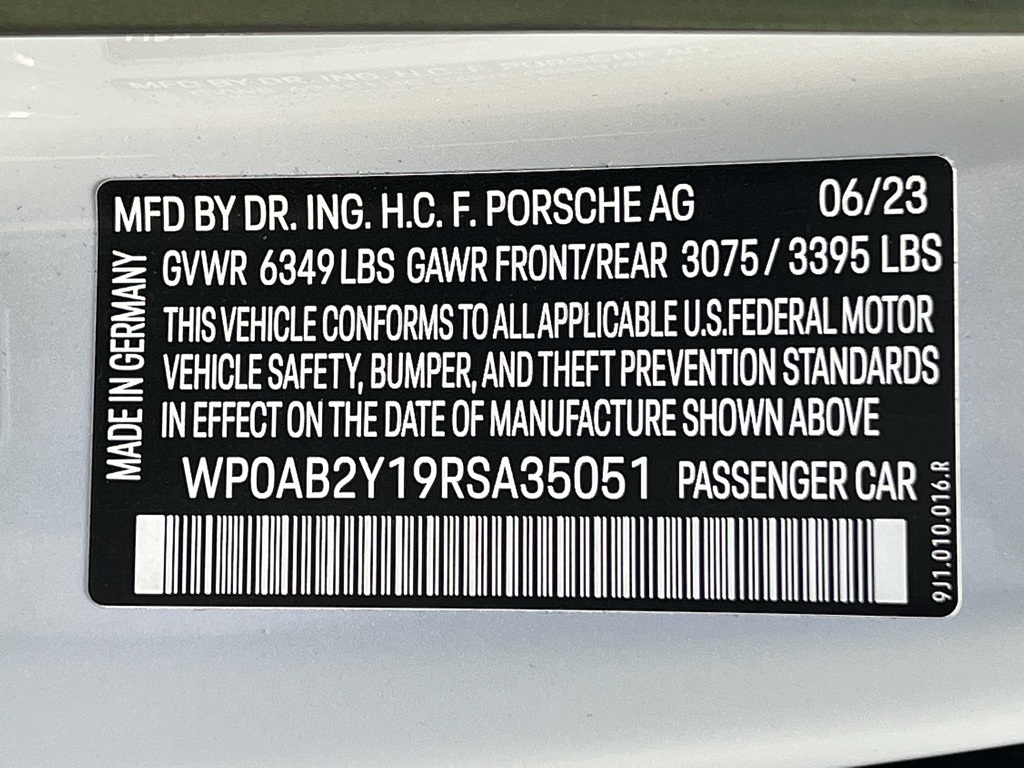 MFD BY DR. ING. H.C. F. PORSCHE AG 06/23
GVWR 6349 LBS GAWR FRONT/REAR 3075 / 3395 LBS
THIS VEHICLE CONFORMS TO ALL APPLICABLE U.S.FEDERAL MOTOR
VEHICLE SAFETY, BUMPER, AND THEFT PREVENTION STANDARDS
IN EFFECT ON THE DATE OF MANUFACTURE SHOWN ABOVE
WP0AB2Y19RSA35051 PASSENGER CAR
MADE IN GERMANY
9J1.010.016.R